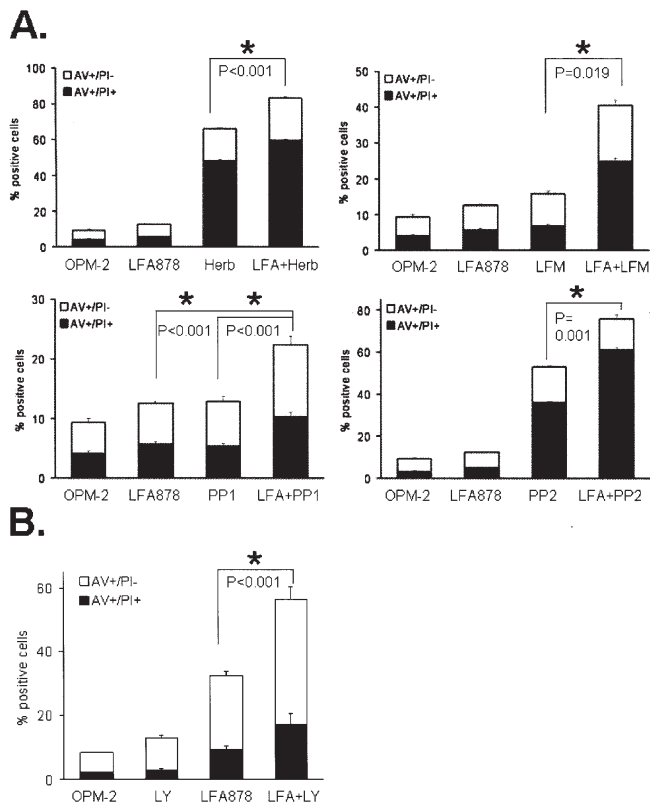 A.
AV+/PI-
AV+/PI+
*
P<0.001
% positive cells
100
80
60
40
20
0
OPM-2 LFA878 Herb LFA+Herb
AV+/PI-
AV+/PI+
*
P=0.019
% positive cells
50
40
30
20
10
0
OPM-2 LFA878 LFM LFA+LFM
AV+/PI-
AV+/PI+
* *
P<0.001 P<0.001
% positive cells
30
20
10
0
OPM-2 LFA878 PP1 LFA+PP1
AV+/PI-
AV+/PI+
*
P=
0.001
% positive cells
80
60
40
20
0
OPM-2 LFA878 PP2 LFA+PP2
B.
AV+/PI-
AV+/PI+
*
P<0.001
% positive cells
60
40
20
0
OPM-2 LY LFA878 LFA+LY